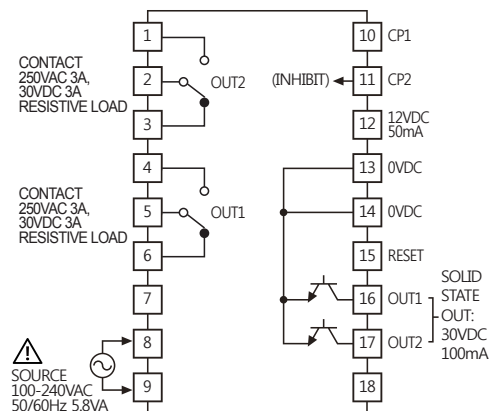 1
CONTACT
250VAC 3A,
30VDC 3A
RESISTIVE LOAD
2
OUT2
3
4
CONTACT
250VAC 3A,
30VDC 3A
RESISTIVE LOAD
5
OUT1
6
7
8
9
SOURCE
100-240VAC
50/60Hz 5.8VA
10 CP1
(INHIBIT) 11 CP2
12 12VDC
50mA
13 0VDC
14 0VDC
15 RESET
16 OUT1
17 OUT2
SOLID
STATE
OUT:
30VDC
100mA
18